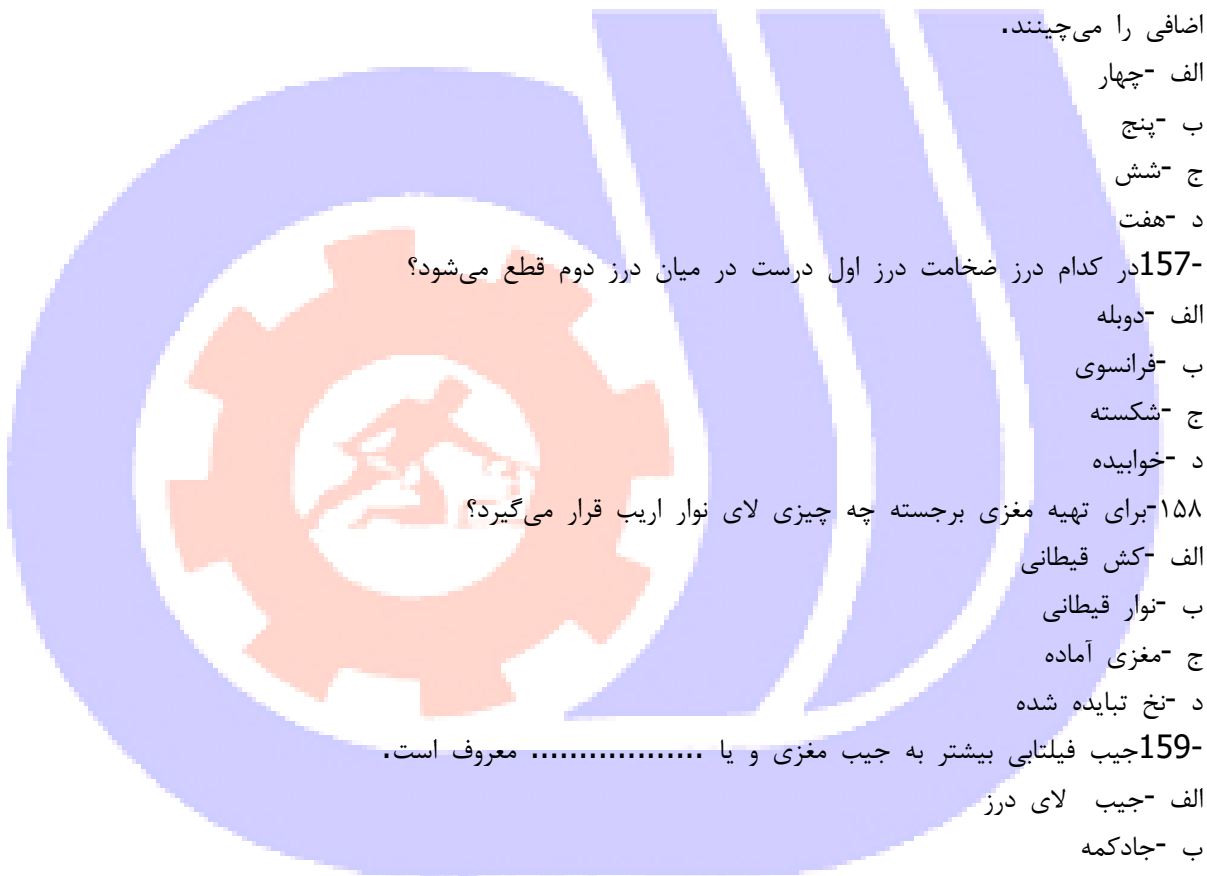 اضافی را می‌چینند.
الف -چهار
ب -پنج
ج -شش
د -هفت
-157در کدام درز ضخامت درز اول درست در میان درز دوم قطع می‌شود؟
الف -دوبله
ب -فرانسوی
ج -شکسته
د -خوابیده
۱۵۸-برای تهیه مغزی برجسته چه چیزی لای نوار اریب قرار می‌گیرد؟
الف -کش قیطانی
ب -نوار قیطانی
ج -مغزی آماده
د -نخ تبایده شده
-159جیب فیلتابی بیشتر به جیب مغزی و یا .................. معروف است.
الف -جیب لای درز
ب -جادکمه